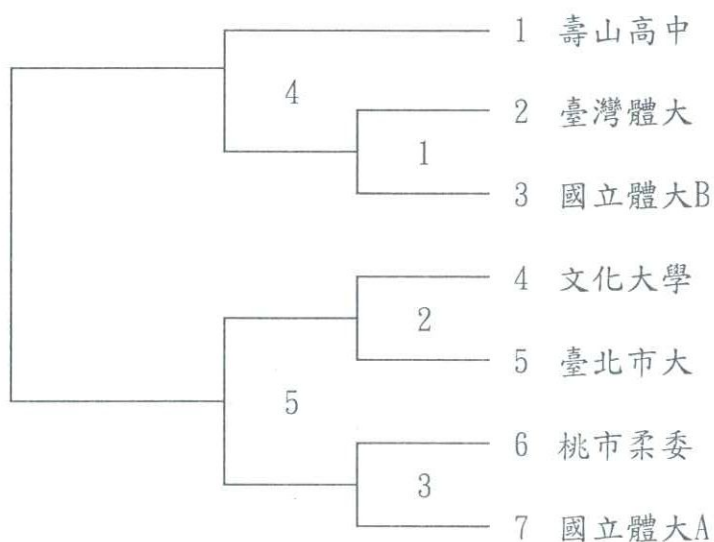 1 壽山高中
4
2 臺灣體大
1
3 國立體大B
4 文化大學
2
5 臺北市大
5
6 桃市柔委
3
7 國立體大A